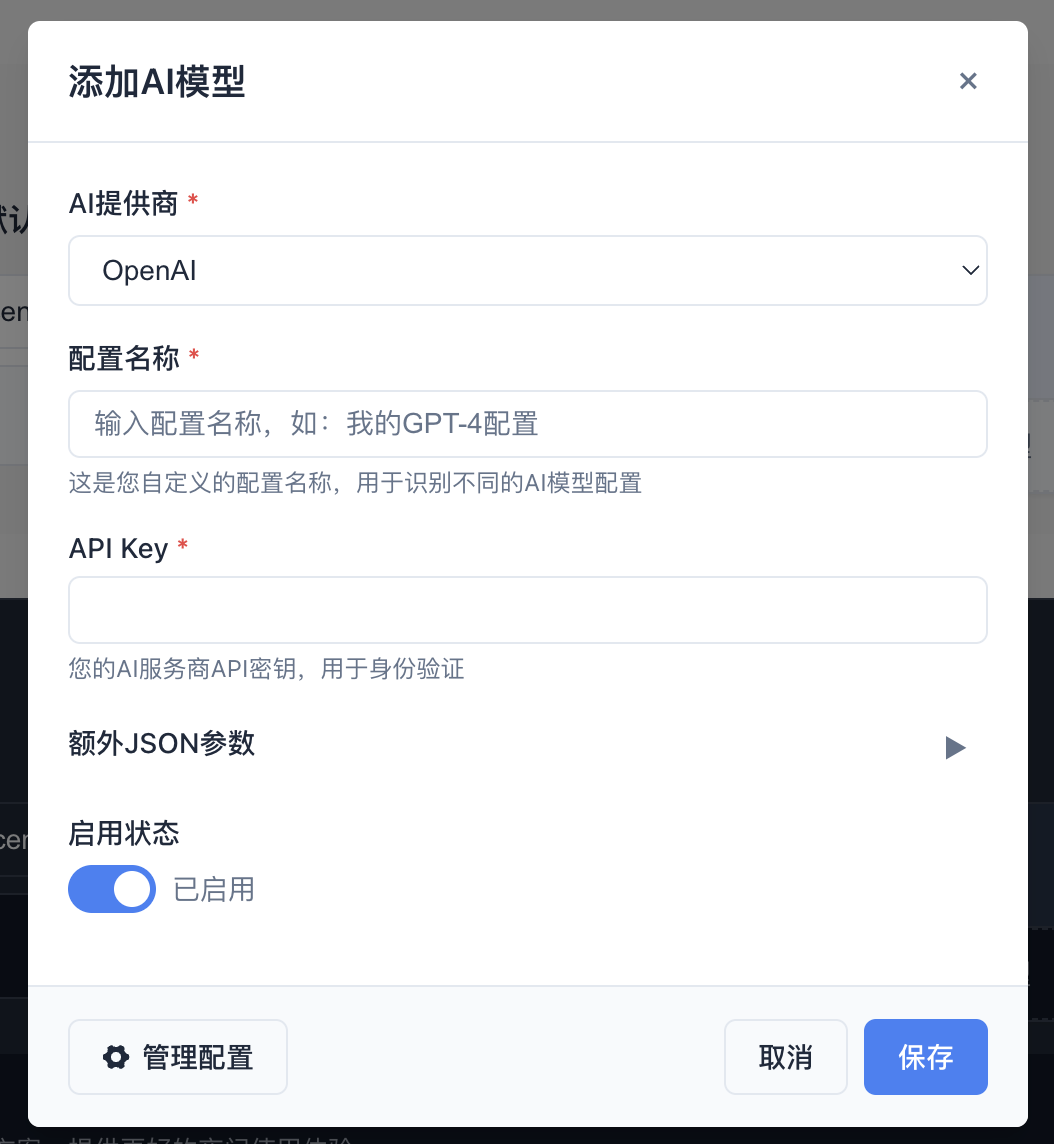 添加AI模型
×
AI提供商 *
OpenAI
配置名称 *
输入配置名称，如：我的GPT-4配置
这是您自定义的配置名称，用于识别不同的AI模型配置
API Key *
您的AI服务商API密钥，用于身份验证
额外JSON参数
启用状态
已启用
管理配置
取消
保存